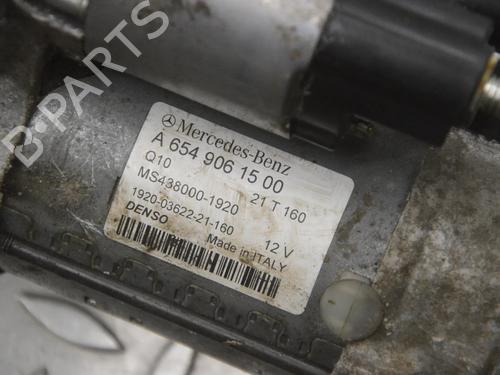 Mercedes-Benz
A 654 906 15 00
Q10 21 T 160
MS438000-1920
1920-03622-21-160
DENSO 12 V
Made in ITALY